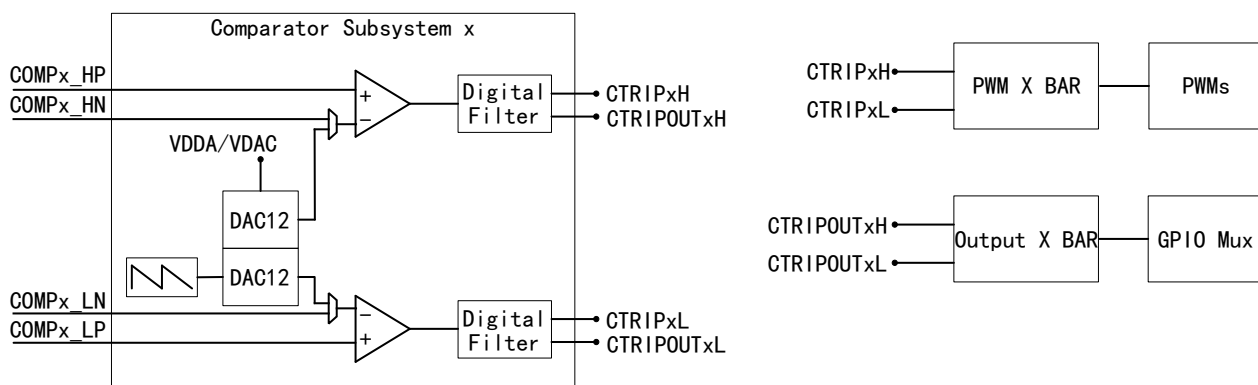 Comparator Subsystem x
COMPx_HP
COMPx_HN
+
−
Digital
Filter
CTRIPxH
CTRIPOUTxH
VDDA/VDAC
DAC12
DAC12
COMPx_LN
COMPx_LP
−
+
Digital
Filter
CTRIPxL
CTRIPOUTxL
CTRIPxH
CTRIPxL
PWM X BAR
PWMs
CTRIPOUTxH
CTRIPOUTxL
Output X BAR
GPIO Mux